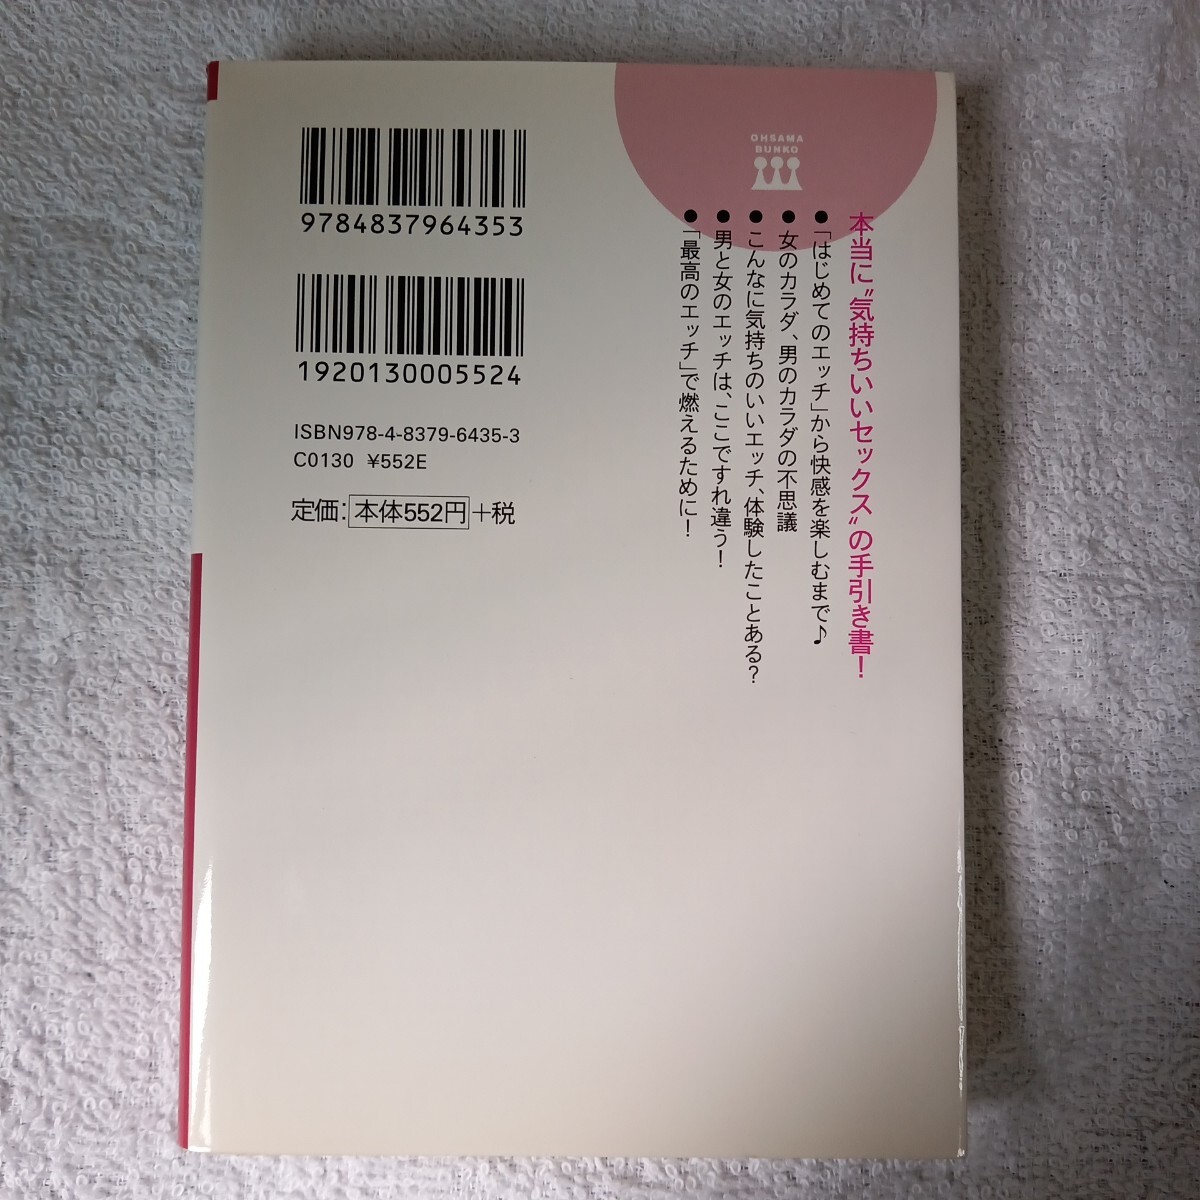 OHSAMA
BUNKO
本当に〝気持ちいいセックス〟の手引き書！
●「はじめてのエッチ」から快感を楽しむまで♪
●女のカラダ、男のカラダの不思議
●こんなに気持ちのいいエッチ、体験したことある？
●男と女のエッチは、ここですれ違う！
●「最高のエッチ」で燃えるために！
9784837964353
1920130005524
ISBN978-4-8379-6435-3
C0130 ¥552E
定価：本体552円＋税